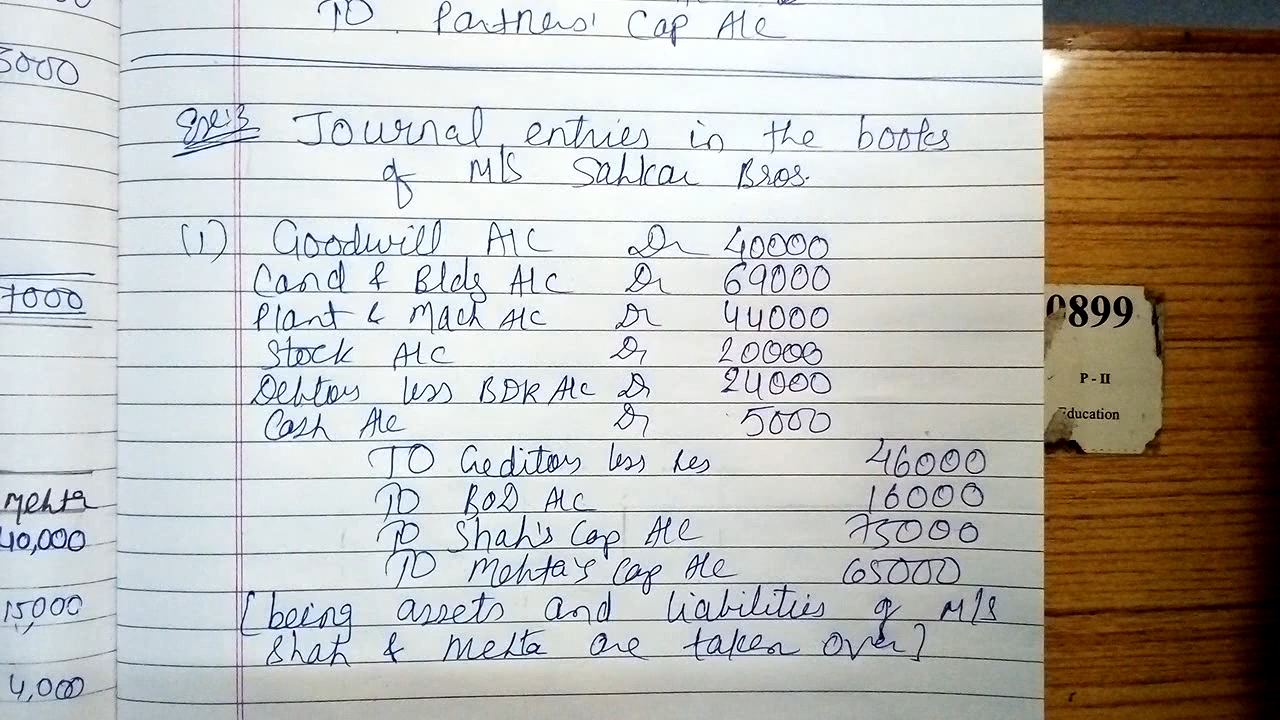 TO Partners' Cap A/c
3000
Exe:3 Journal entries in the books
of M/S Sahkar Bros.
(1) Goodwill A/C Dr 40000
Land & Bldg A/C Dr 69000
7000
Plant & Mach A/C Dr 44000
Stock A/C Dr 20000
Debtors less BDR A/c Dr 24000
Cash A/c Dr 5000
TO Creditors less Res 46000
Mehta
TO BOD A/C 16000
40,000
TO Shah's Cap A/C 75000
TO Mehta's Cap A/c 65000
15,000
[being assets and liabilities of M/S
Shah & Mehta are taken over]
4,000
0899
P - II
Education